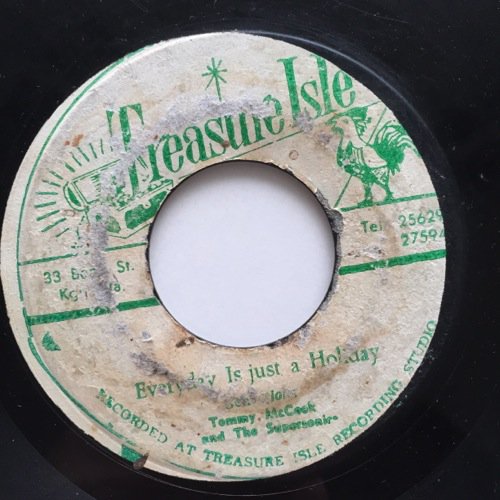 Treasure Isle
Tel. 25629
27594
33 St.
Everyday Is just a Holiday
Tommy McCook
and The Supersonics
RECORDED AT TREASURE ISLE RECORDING STUDIO